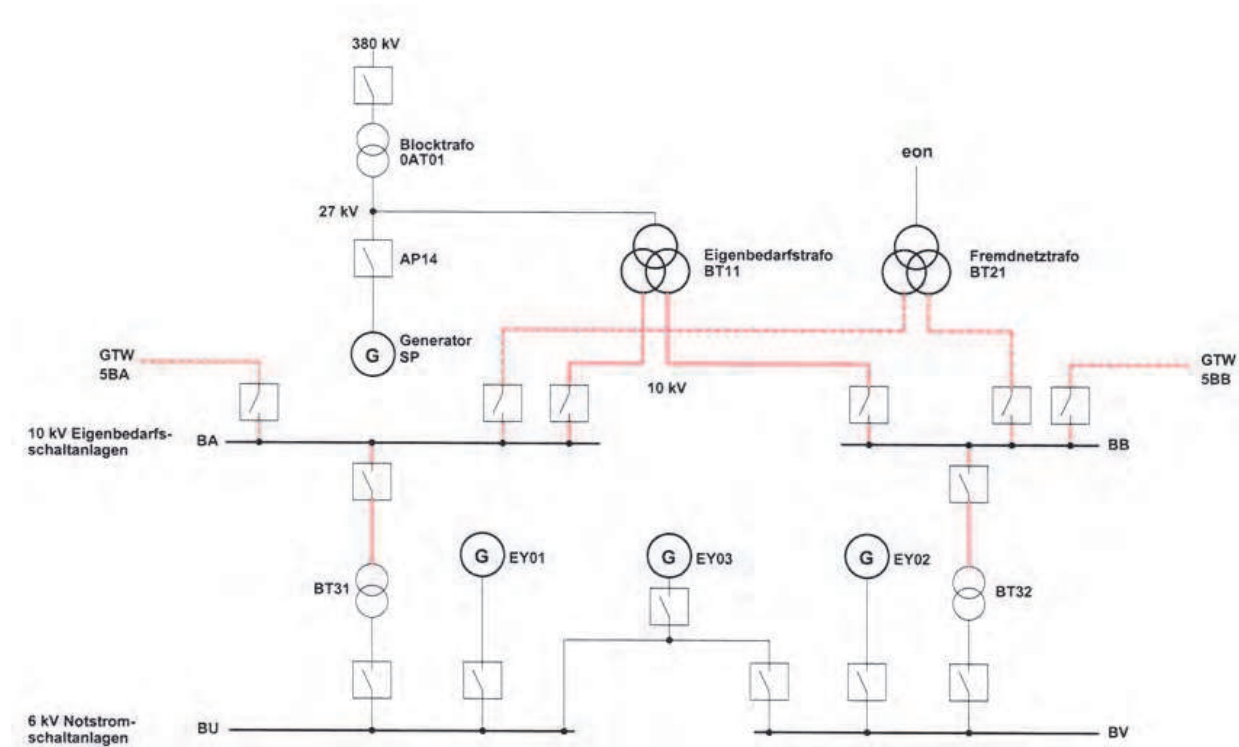 380 kV
Blocktrafo
0AT01
eon
27 kV
AP14
Eigenbedarfstrafo
BT11
Fremdnetztrafo
BT21
G
Generator
SP
GTW
5BA
10 kV
GTW
5BB
10 kV Eigenbedarfs-
schaltanlagen
BA
BB
G
EY01
G
EY03
G
EY02
BT31
BT32
6 kV Notstrom-
schaltanlagen
BU
BV